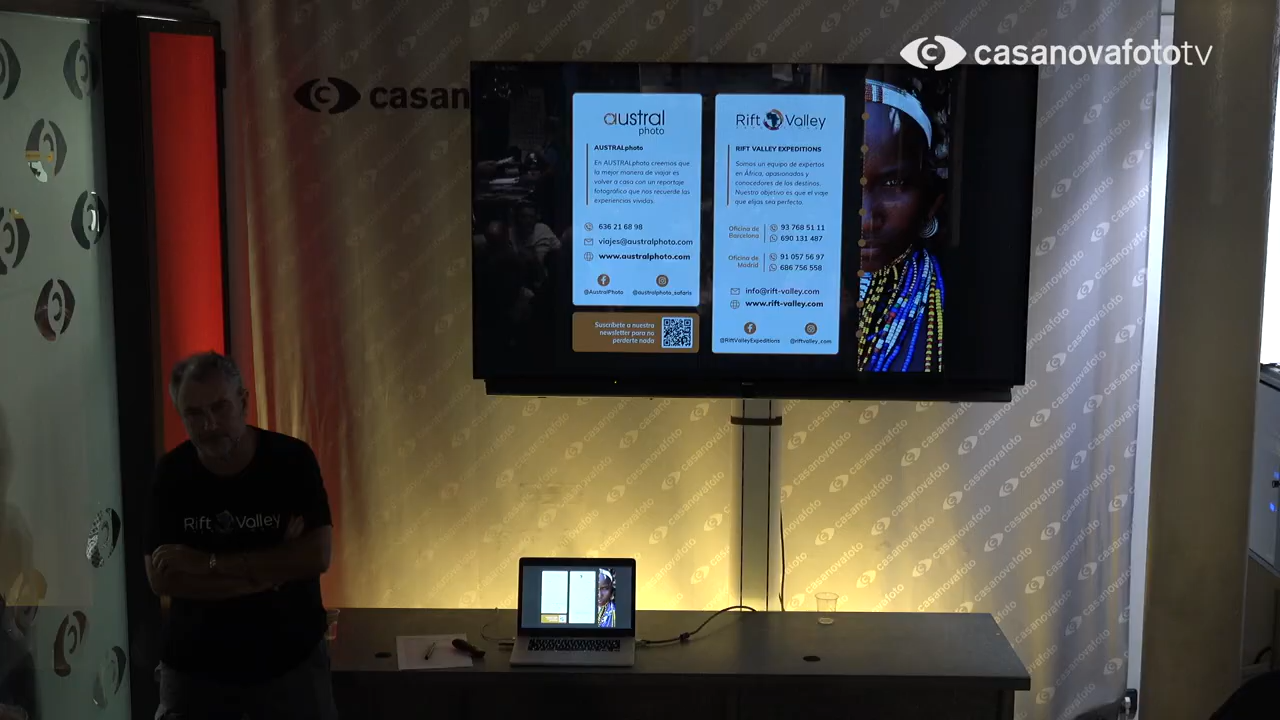 casanovafototv
casano
austral
photo
AUSTRALphoto
En AUSTRALphoto creemos que
la mejor manera de viajar es
volver a casa con un reportaje
fotográfico que nos recuerde las
experiencias vividas.
636 21 68 98
viajes@australphoto.com
www.australphoto.com
@AustralPhoto
@australphoto_safaris
Suscríbete a nuestra
newsletter para no
perderte nada
Rift Valley
RIFT VALLEY EXPEDITIONS
Somos un equipo de expertos
en África, apasionados y
conocedores de los destinos.
Nuestro objetivo es que el viaje
que elijas sea perfecto.
Oficina de
Barcelona
93 768 51 11
690 131 487
Oficina de
Madrid
91 057 56 97
686 756 558
info@rift-valley.com
www.rift-valley.com
@RiftValleyExpeditions
@riftvalley_com
Rift Valley
casanovafoto